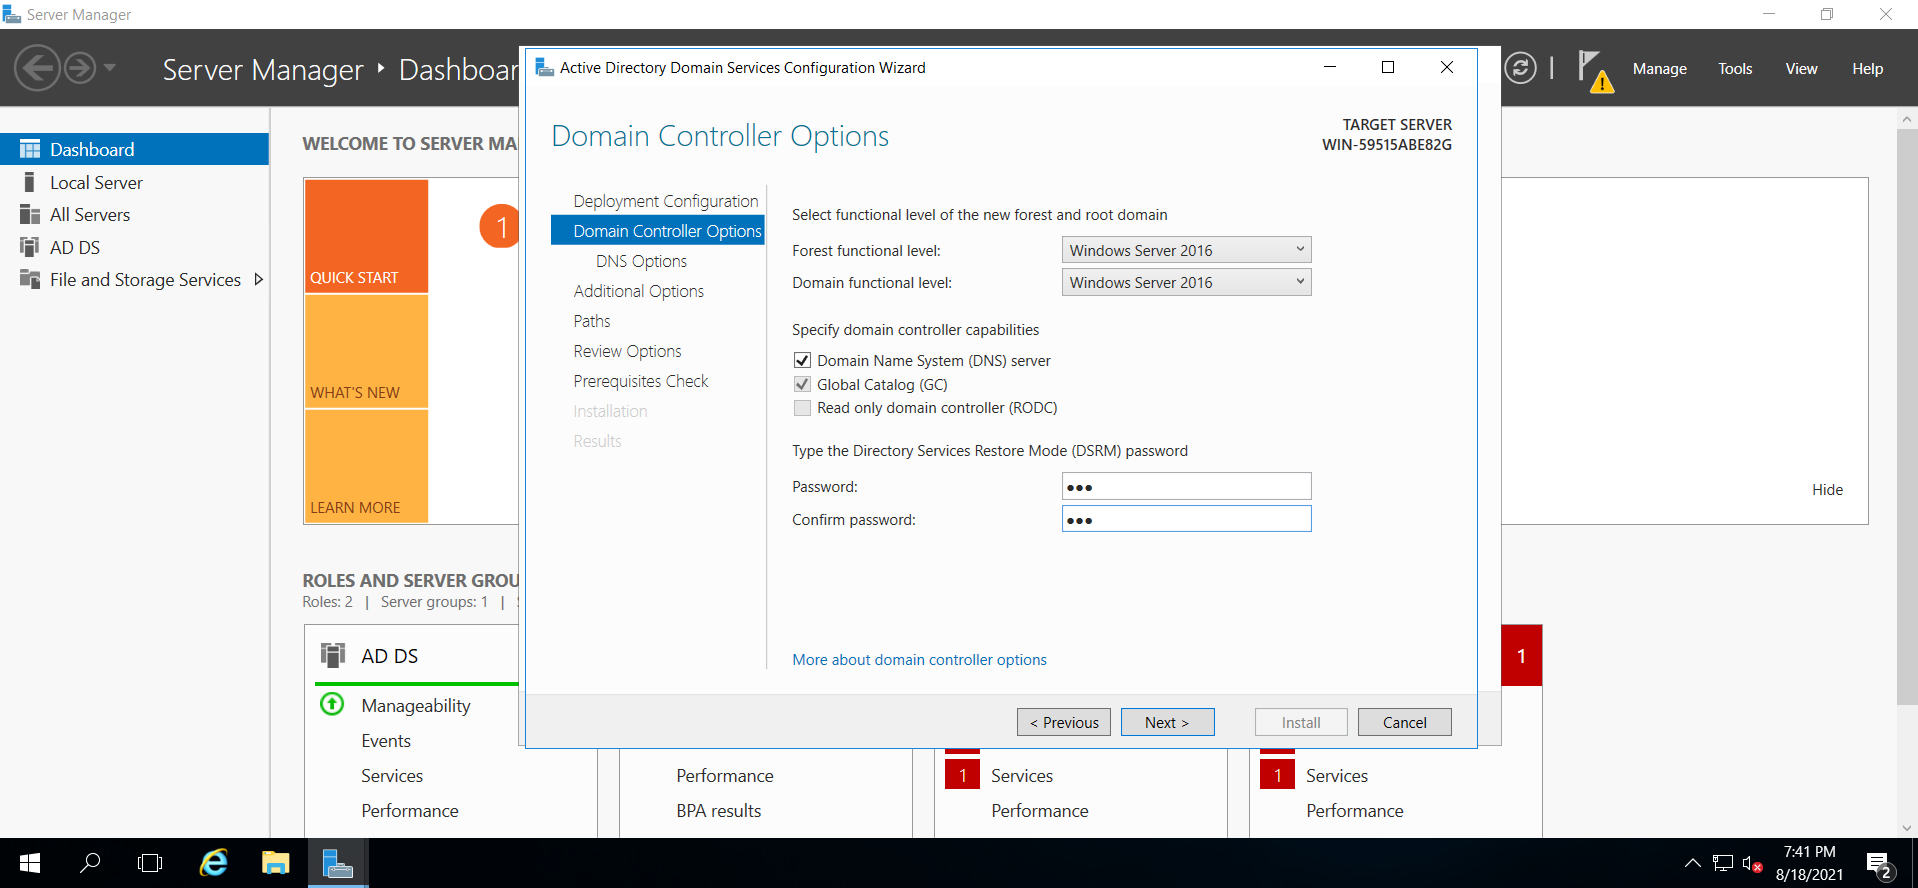 Server Manager
Server Manager ‣ Dashboar
Manage Tools View Help
Dashboard
Local Server
All Servers
AD DS
File and Storage Services
WELCOME TO SERVER MA
QUICK START
1
WHAT'S NEW
LEARN MORE
Hide
ROLES AND SERVER GROU
Roles: 2 | Server groups: 1 |
AD DS
Manageability
Events
Services
Performance
Performance
BPA results
1 Services
Performance
1
1 Services
Performance
Active Directory Domain Services Configuration Wizard
Domain Controller Options
TARGET SERVER
WIN-59515ABE82G
Deployment Configuration
Domain Controller Options
DNS Options
Additional Options
Paths
Review Options
Prerequisites Check
Installation
Results
Select functional level of the new forest and root domain
Forest functional level: Windows Server 2016
Domain functional level: Windows Server 2016
Specify domain controller capabilities
Domain Name System (DNS) server
Global Catalog (GC)
Read only domain controller (RODC)
Type the Directory Services Restore Mode (DSRM) password
Password: ●●●
Confirm password: ●●●
More about domain controller options
< Previous Next > Install Cancel
7:41 PM
8/18/2021
2